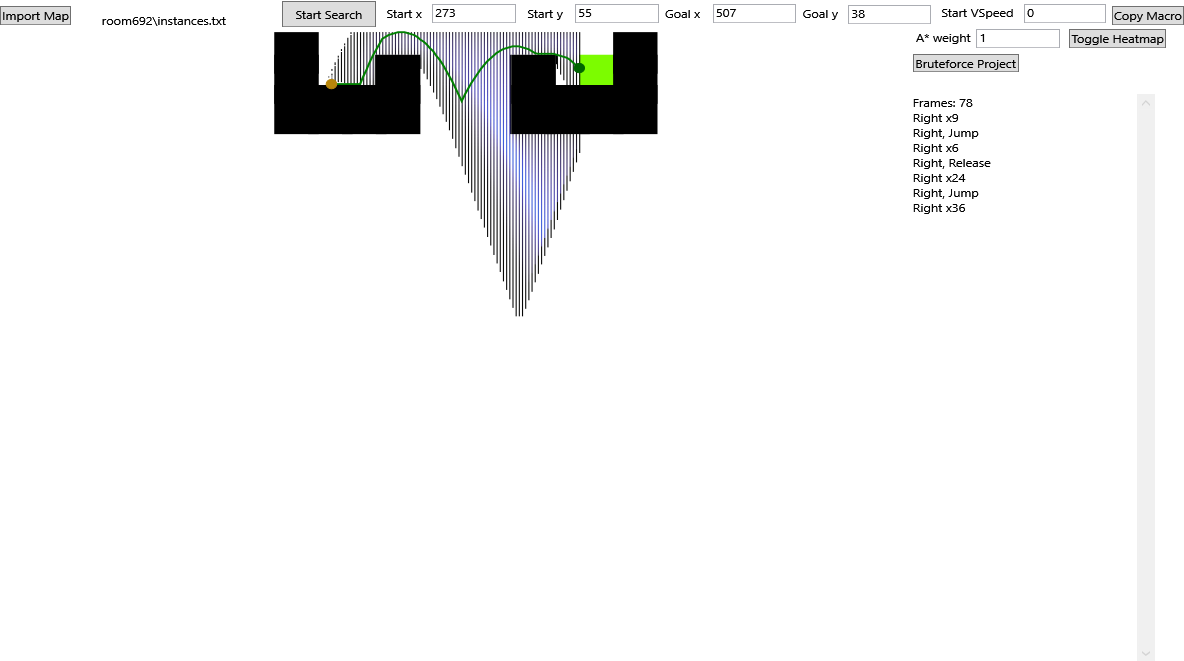 Import Map
room692\instances.txt
Start Search
Start x 273
Start y 55
Goal x 507
Goal y 38
Start VSpeed 0
Copy Macro
A* weight 1
Toggle Heatmap
Bruteforce Project
Frames: 78
Right x9
Right, Jump
Right x6
Right, Release
Right x24
Right, Jump
Right x36